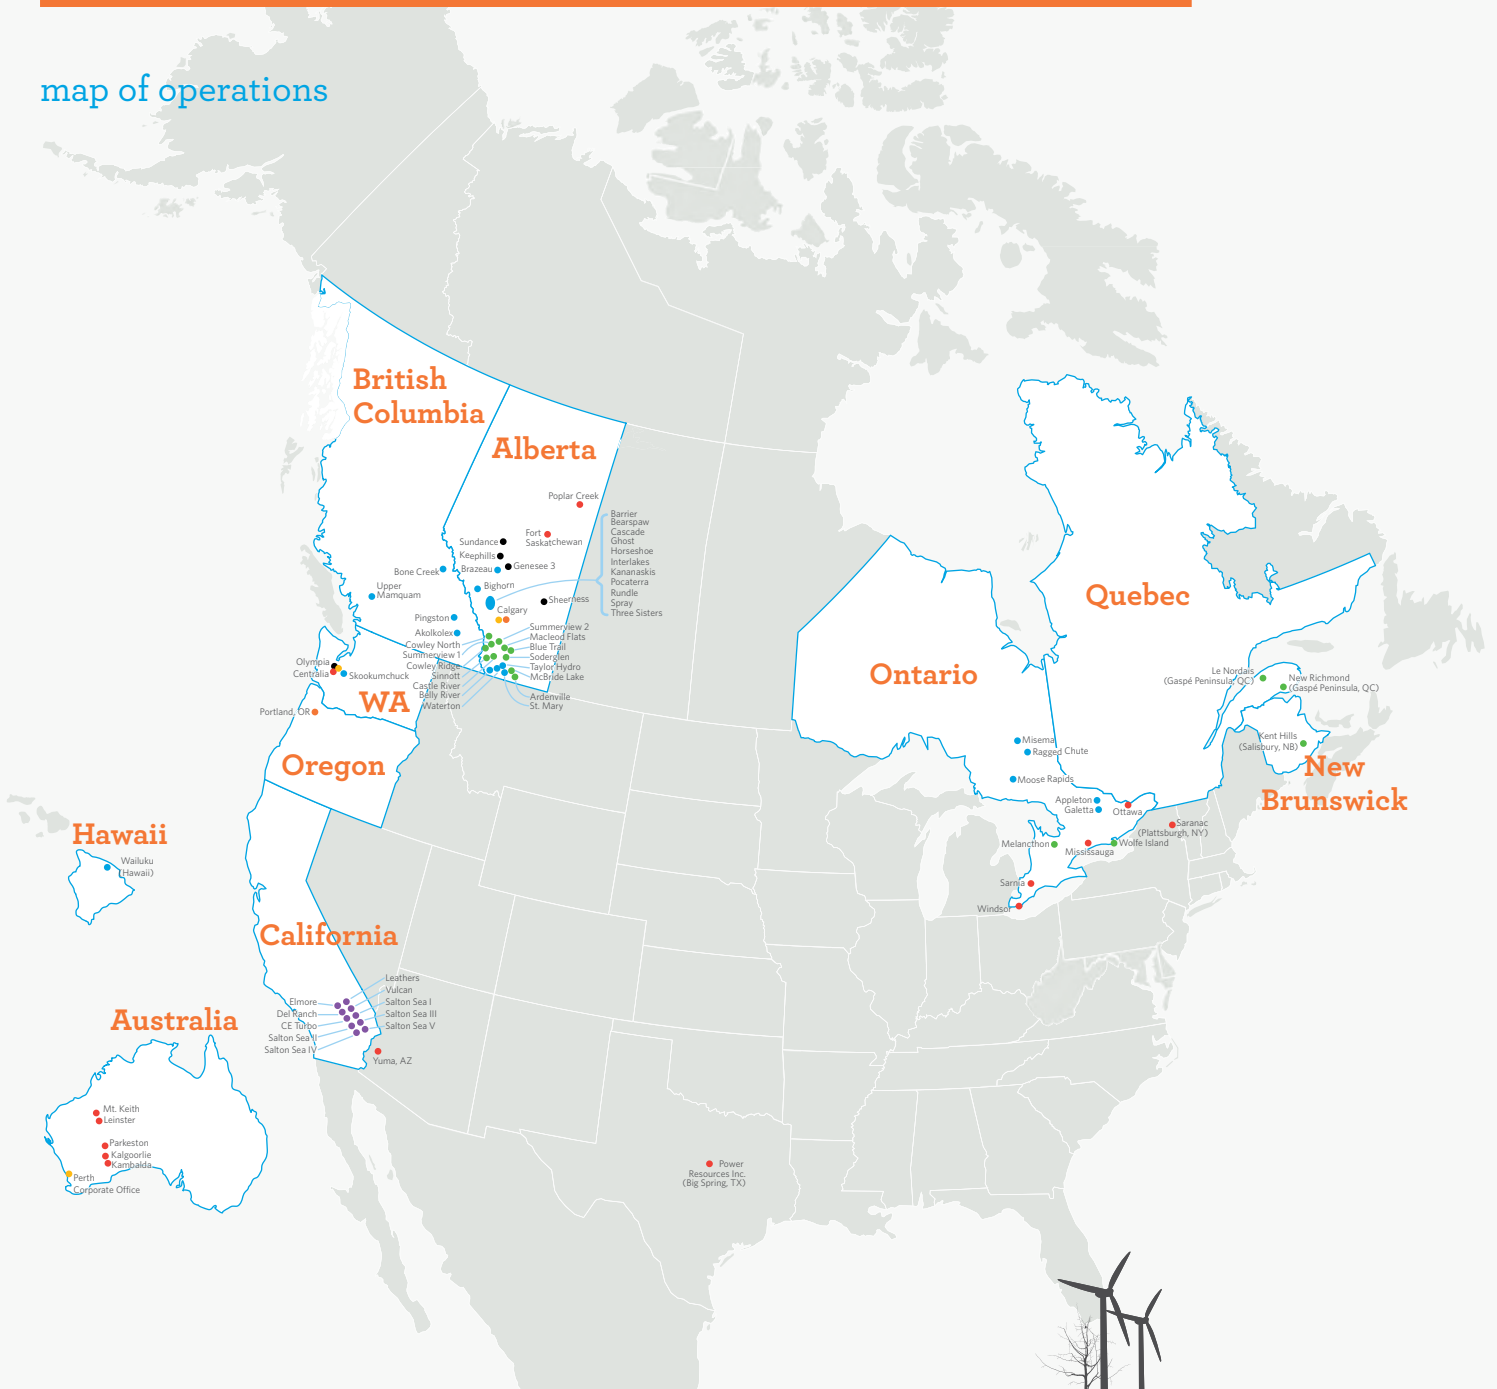 map of operations
British
Columbia
Alberta
Poplar Creek
Fort
Saskatchewan
Sundance
Keephills
Genesee 3
Brazeau
Bighorn
Bone Creek
Upper
Mamquam
Sheerness
Calgary
Barrier
Bearspaw
Cascade
Ghost
Horseshoe
Interlakes
Kananaskis
Pocaterra
Rundle
Spray
Three Sisters
Pingston
Akolkolex
Cowley North
Summerview 1
Cowley Ridge
Sinnott
Castle River
Belly River
Waterton
Summerview 2
Macleod Flats
Blue Trail
Soderglen
Taylor Hydro
McBride Lake
Ardenville
St. Mary
Olympia
Centralia
Skookumchuck
WA
Portland, OR
Oregon
Hawaii
Wailuku
(Hawaii)
California
Leathers
Vulcan
Salton Sea I
Salton Sea III
Salton Sea V
Elmore
Del Ranch
CE Turbo
Salton Sea II
Salton Sea IV
Yuma, AZ
Australia
Mt. Keith
Leinster
Parkeston
Kalgoorlie
Kambalda
Perth
Corporate Office
Power
Resources Inc.
(Big Spring, TX)
Ontario
Misema
Ragged Chute
Moose Rapids
Appleton
Galetta
Ottawa
Melancthon
Mississauga
Wolfe Island
Saranac
(Plattsburgh, NY)
Sarnia
Windsor
Quebec
Le Nordais
(Gaspé Peninsula, QC)
New Richmond
(Gaspé Peninsula, QC)
Kent Hills
(Salisbury, NB)
New
Brunswick